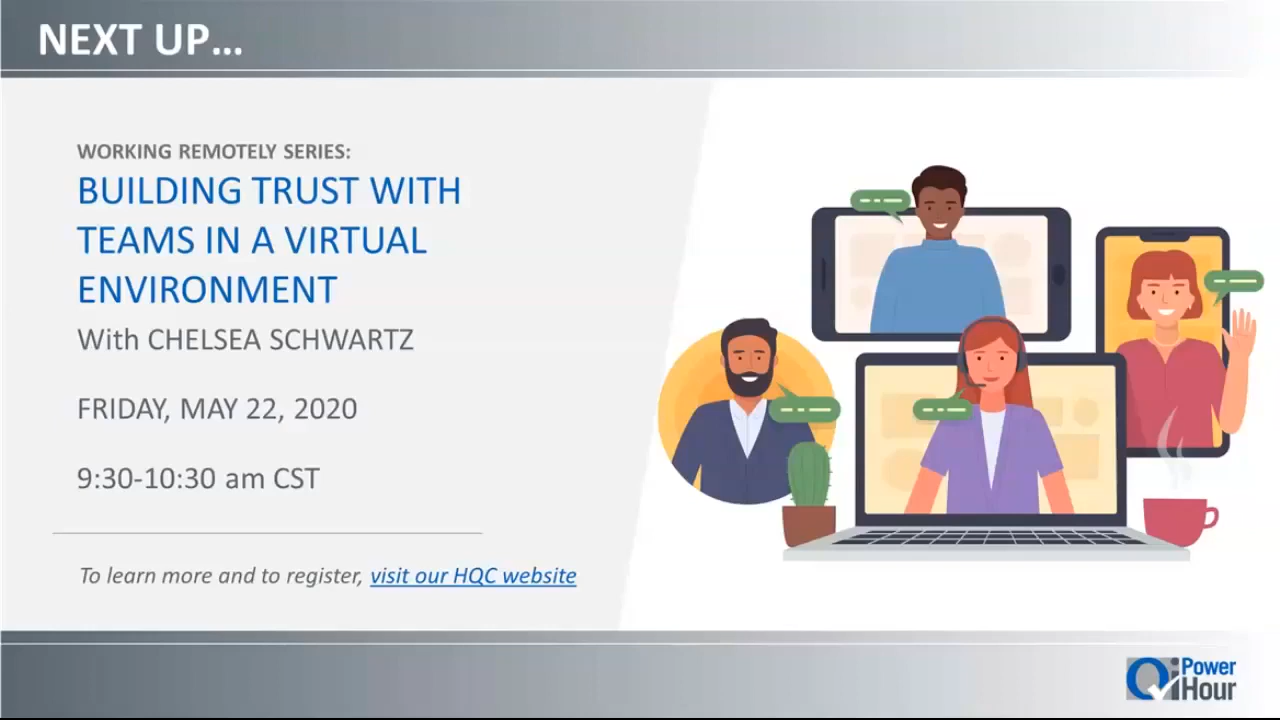 NEXT UP...
WORKING REMOTELY SERIES:
BUILDING TRUST WITH
TEAMS IN A VIRTUAL
ENVIRONMENT
With CHELSEA SCHWARTZ
FRIDAY, MAY 22, 2020
9:30-10:30 am CST
To learn more and to register, visit our HQC website
Qi Power
Hour